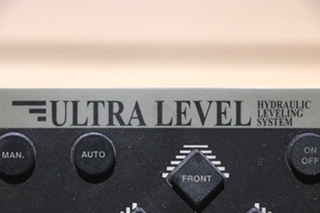 ULTRA LEVEL
HYDRAULIC
LEVELING
SYSTEM
MAN.
AUTO
FRONT
ON
OFF